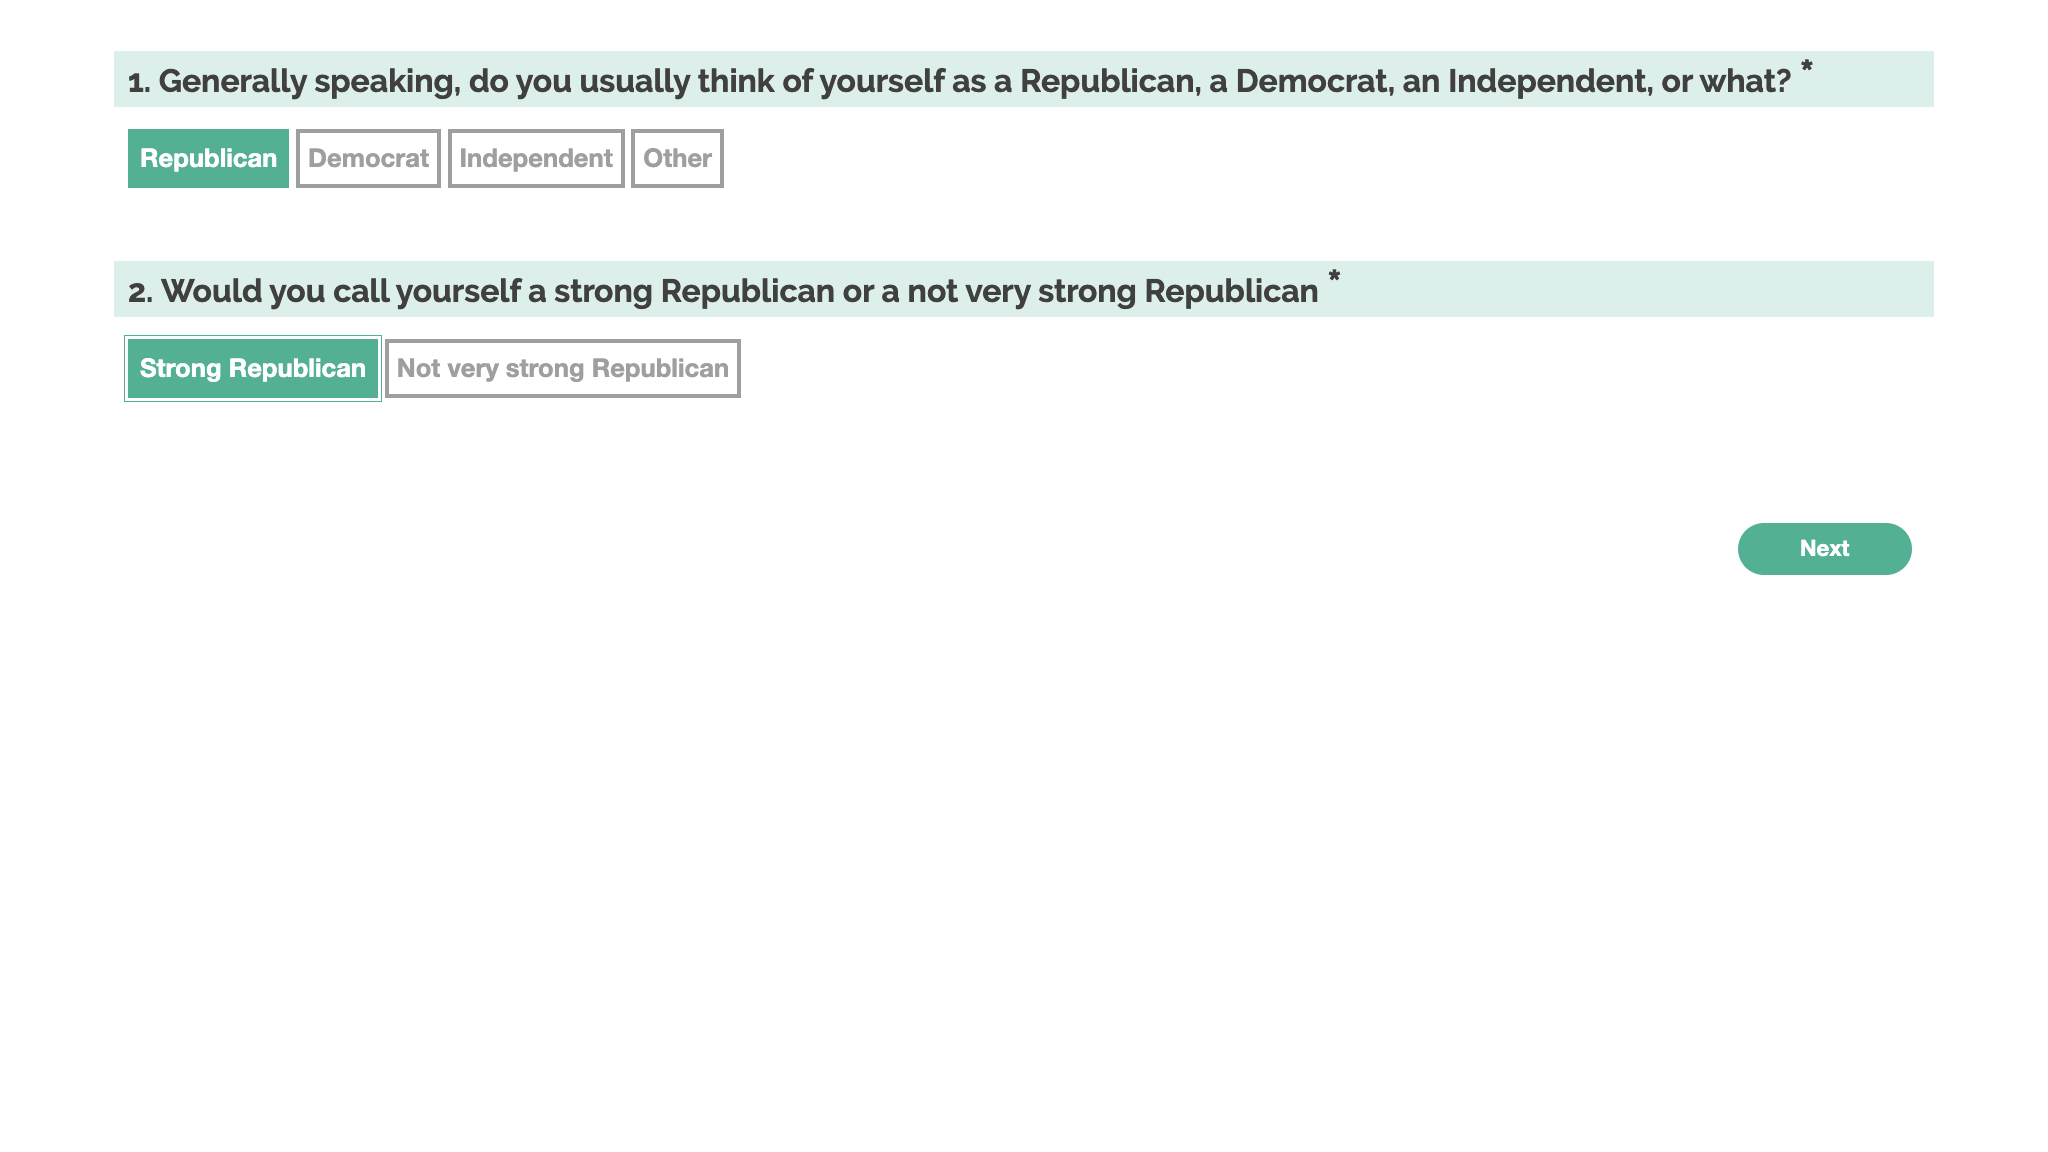 1. Generally speaking, do you usually think of yourself as a Republican, a Democrat, an Independent, or what? *
Republican Democrat Independent Other
2. Would you call yourself a strong Republican or a not very strong Republican *
Strong Republican Not very strong Republican
Next